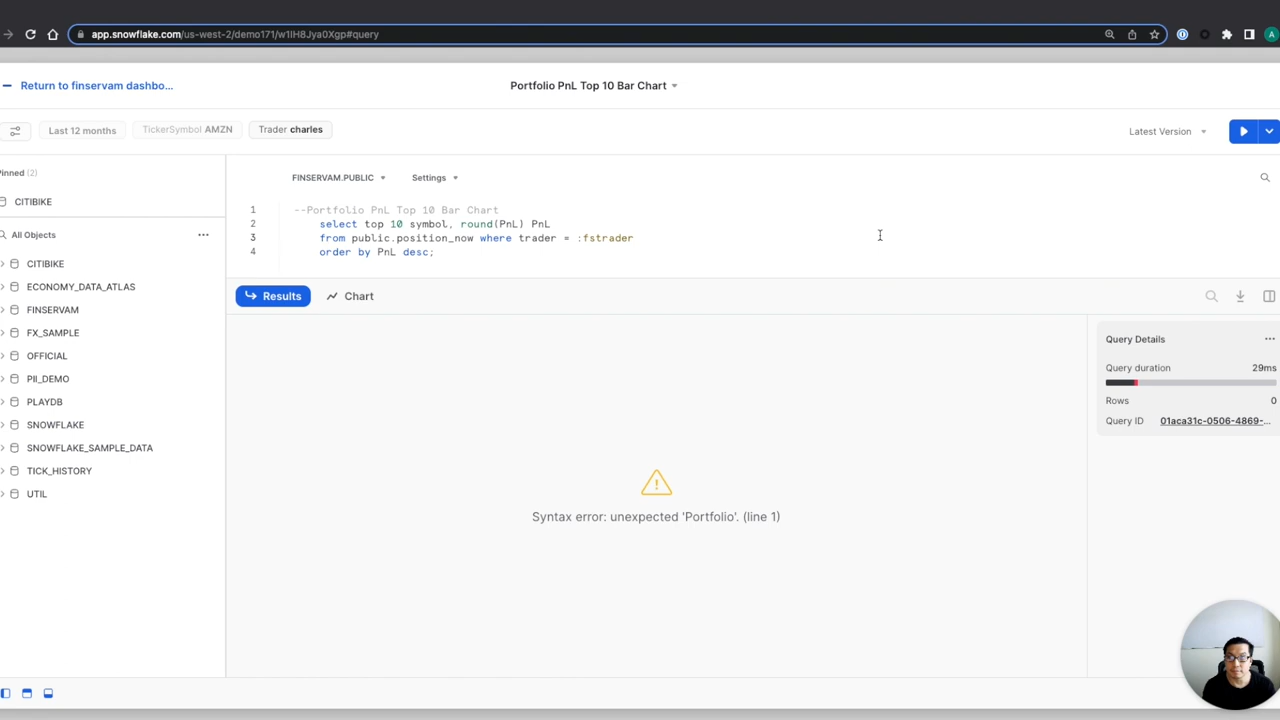 app.snowflake.com/us-west-2/demo171/w1IH8Jya0Xgp#query
A
Return to finservam dashbo...
Portfolio PnL Top 10 Bar Chart
Last 12 months
TickerSymbol AMZN
Trader charles
Latest Version
Pinned (2)
CITIBIKE
All Objects
...
CITIBIKE
ECONOMY_DATA_ATLAS
FINSERVAM
FX_SAMPLE
OFFICIAL
PII_DEMO
PLAYDB
SNOWFLAKE
SNOWFLAKE_SAMPLE_DATA
TICK_HISTORY
UTIL
FINSERVAM.PUBLIC
Settings
1 --Portfolio PnL Top 10 Bar Chart
2 select top 10 symbol, round(PnL) PnL
3 from public.position_now where trader = :fstrader
4 order by PnL desc;
Results
Chart
Syntax error: unexpected 'Portfolio'. (line 1)
Query Details
...
Query duration 29ms
Rows 0
Query ID 01aca31c-0506-4869-...